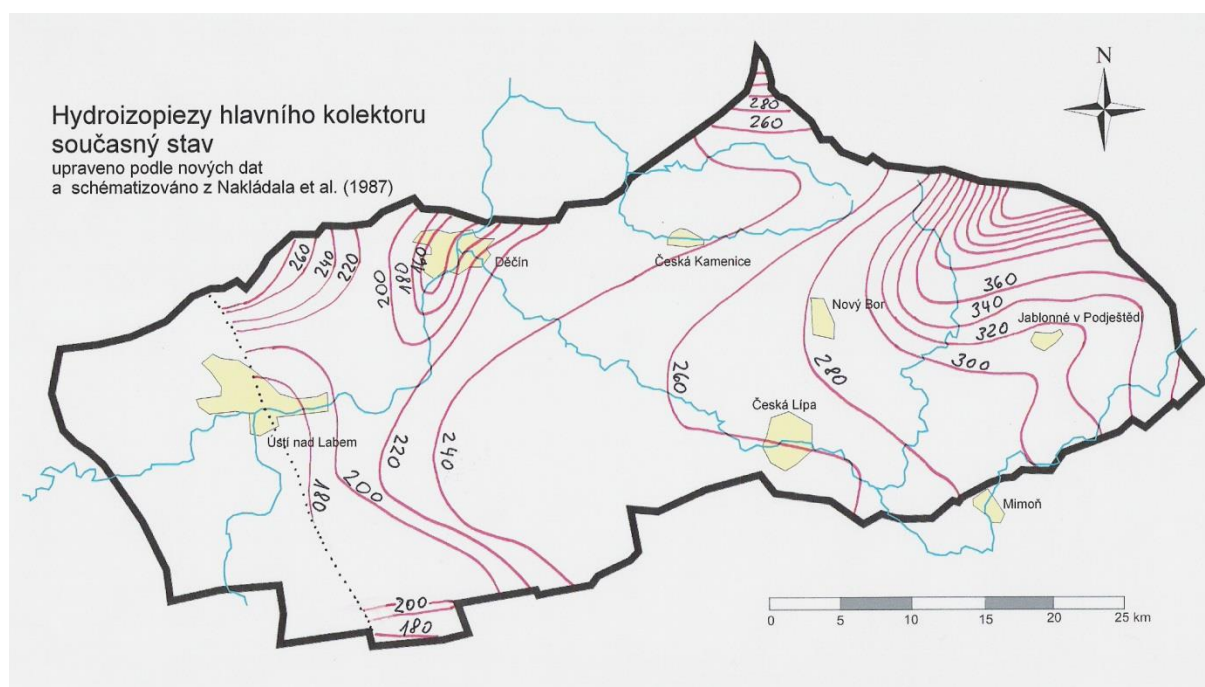 Hydroizopiezy hlavního kolektoru
současný stav
upraveno podle nových dat
a schématizováno z Nakládala et al. (1987)
N
280
260
260
240
220
200
180
140
Děčín
Česká Kamenice
Nový Bor
360
340
320
300
Jablonné v Podještědí
280
260
Česká Lípa
Mimoň
Ústí nad Labem
180
200
220
240
200
180
0 5 10 15 20 25 km